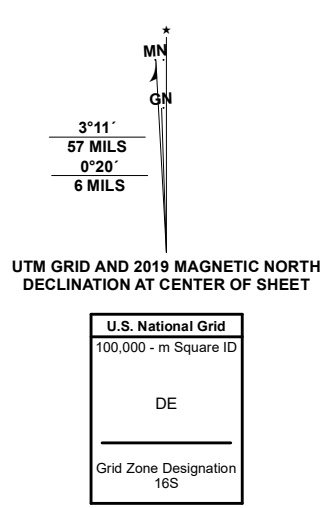 ★
MN
GN
3°11´
57 MILS
0°20´
6 MILS
UTM GRID AND 2019 MAGNETIC NORTH
DECLINATION AT CENTER OF SHEET
U.S. National Grid
100,000 - m Square ID
DE
Grid Zone Designation
16S